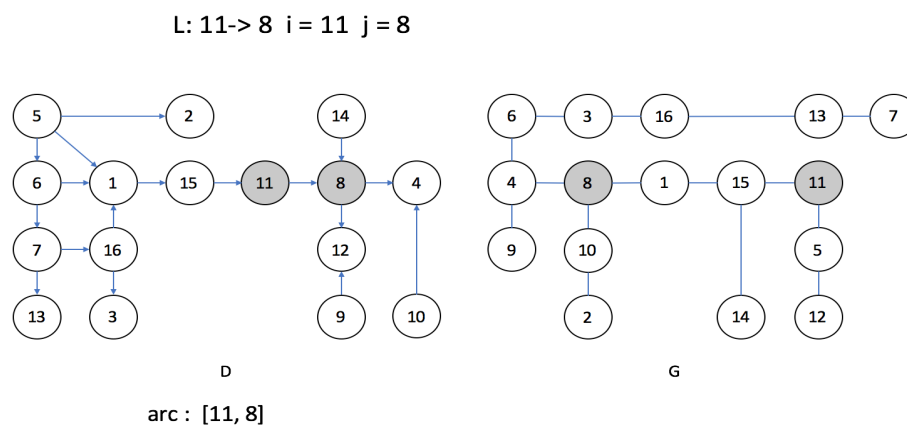 L: 11-> 8 i = 11 j = 8
5 2 14 6 3 16 13 7
6 1 15 11 8 4 4 8 1 15 11
7 16 12 9 10 5
13 3 9 10 2 14 12
D G
arc : [11, 8]